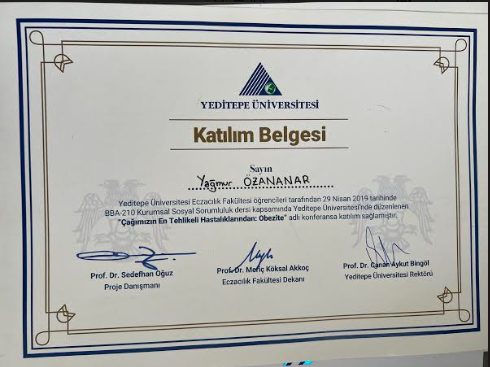 YEDİTEPE ÜNİVERSİTESİ
Katılım Belgesi
Sayın
Yağmur ÖZANANAR
Yeditepe Üniversitesi Eczacılık Fakültesi öğrencileri tarafından 29 Nisan 2019 tarihinde
BBA-210 Kurumsal Sosyal Sorumluluk dersi kapsamında Yeditepe Üniversitesi'nde düzenlenen
"Çağımızın En Tehlikeli Hastalıklarından: Obezite" adlı konferansa katılım sağlamıştır.
Prof. Dr. Sedefhan Oğuz
Proje Danışmanı
Prof. Dr. Meriç Köksal Akkoç
Eczacılık Fakültesi Dekanı
Prof. Dr. Canan Aykut Bingöl
Yeditepe Üniversitesi Rektörü